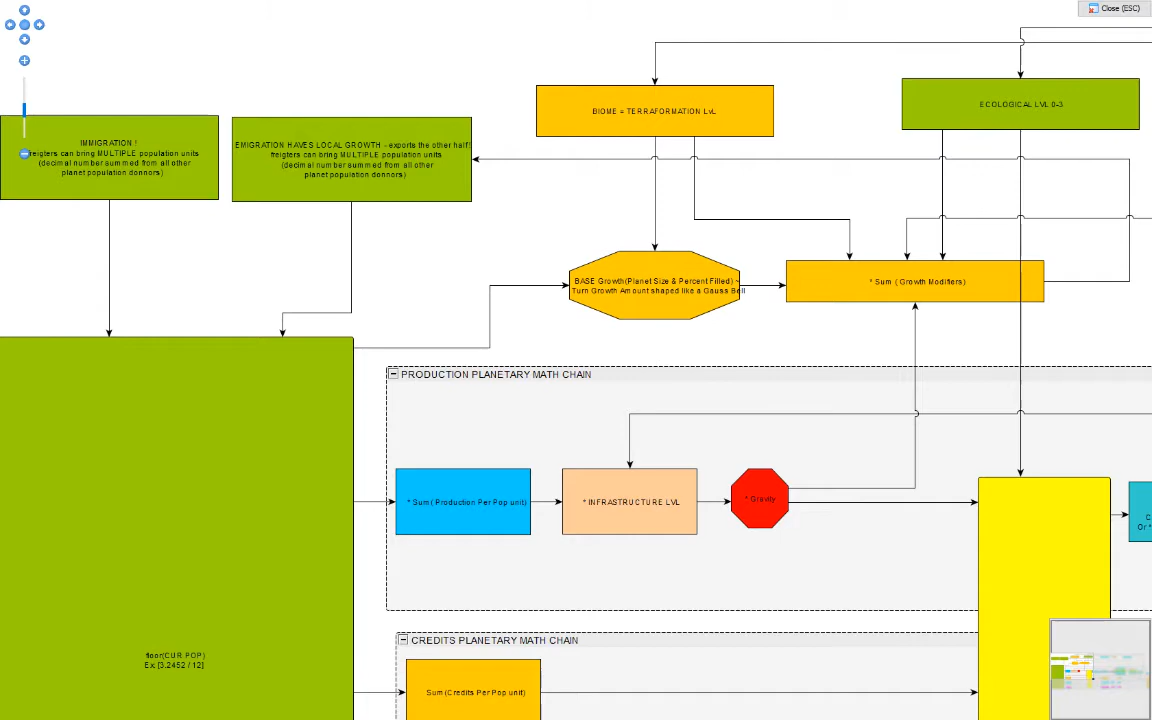 Close (ESC)
BIOME = TERRAFORMATION LvL
ECOLOGICAL LVL 0-3
IMMIGRATION !
freigters can bring MULTIPLE population units
(decimal number summed from all other
planet population donnors)
EMIGRATION HAVES LOCAL GROWTH - exports the other half!
freigters can bring MULTIPLE population units
(decimal number summed from all other
planet population donnors)
BASE Growth(Planet Size & Percent Filled) ~
Turn Growth Amount shaped like a Gauss Bell
* Sum ( Growth Modifiers)
PRODUCTION PLANETARY MATH CHAIN
* Sum( Production Per Pop unit)
* INFRASTRUCTURE LVL
* Gravity
C
Or *
floor(CUR POP)
Ex: [3.2452 / 12]
CREDITS PLANETARY MATH CHAIN
Sum(Credits Per Pop unit)